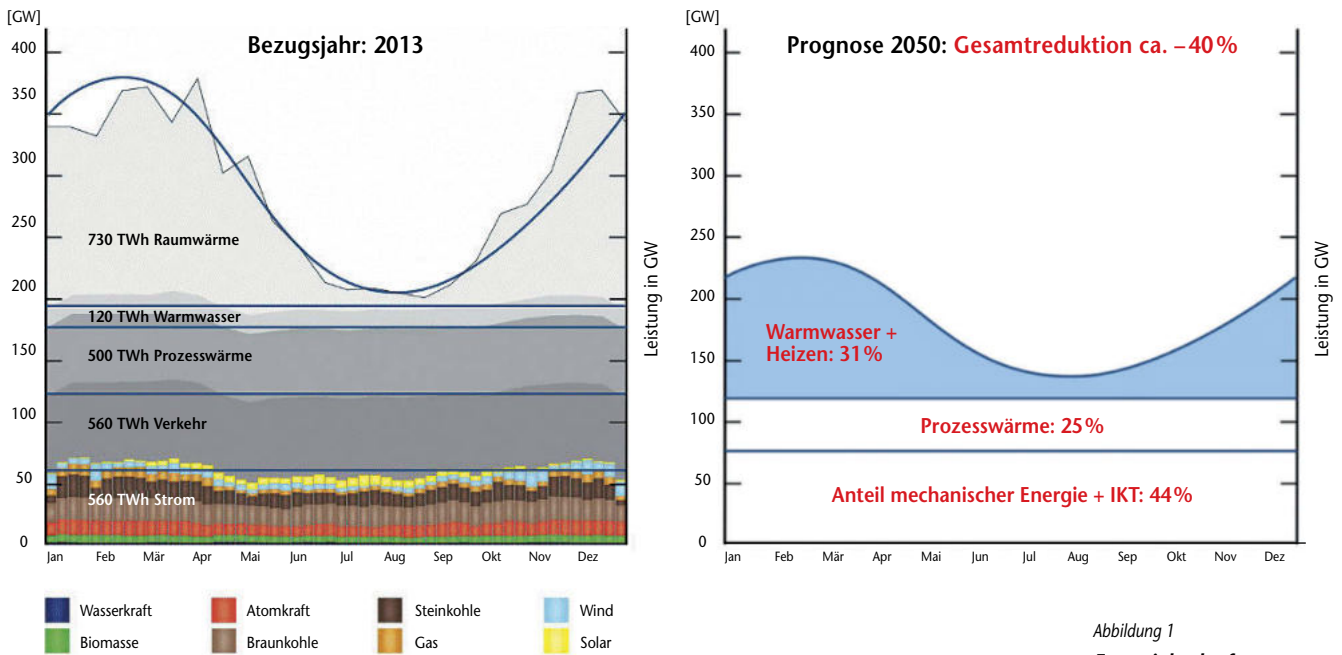 [GW]
Bezugsjahr: 2013
400
350
300
250
200
150
100
50
0
730 TWh Raumwärme
120 TWh Warmwasser
500 TWh Prozesswärme
560 TWh Verkehr
560 TWh Strom
Jan Feb Mär Apr Mai Jun Jul Aug Sep Okt Nov Dez
Leistung in GW
Wasserkraft Atomkraft Steinkohle Wind
Biomasse Braunkohle Gas Solar
[GW]
Prognose 2050: Gesamtreduktion ca. –40 %
400
350
300
250
200
150
100
50
0
Warmwasser +
Heizen: 31 %
Prozesswärme: 25 %
Anteil mechanischer Energie + IKT: 44 %
Jan Feb Mär Apr Mai Jun Jul Aug Sep Okt Nov Dez
Leistung in GW
Abbildung 1